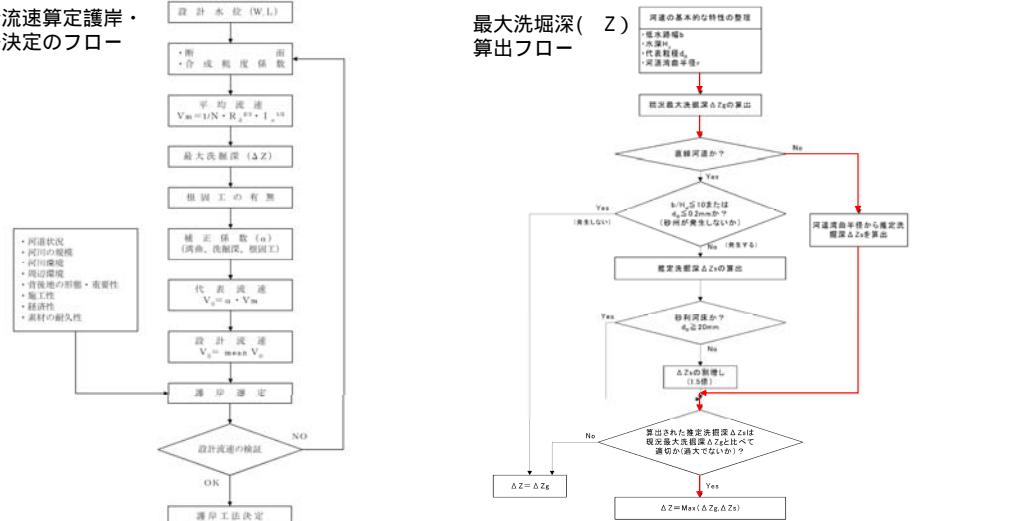 流速算定護岸・
決定のフロー
設計水位(W.L)
・断面
・合成粗度係数
平均流速
Vm=1/N・Rd^2/3・Ie^1/2
最大洗掘深(ΔZ)
根固工の有無
補正係数(α)
(湾曲、洗掘深、根固工)
代表流速
V0=α・Vm
設計流速
VD= mean V0
護岸選定
設計流速の検証
NO
OK
護岸工法決定
・河道状況
・河川の規模
・河川環境
・周辺環境
・背後地の形態・重要性
・施工性
・経済性
・素材の耐久性
最大洗堀深( Z)
算出フロー
河道の基本的な特性の整理
・低水路幅b
・水深H
・代表粒径d
・河道湾曲半径r
現況最大洗掘深ΔZgの算出
直線河道か?
No
Yes
b/H≦10または
d≦0.2mmか?
(砂州が発生しないか)
Yes
(発生しない)
No (発生する)
河道湾曲半径から推定洗
掘深ΔZsを算出
推定洗掘深ΔZsの算出
砂利河床か?
d≧20mm
Yes
No
ΔZsの割増し
(1.5倍)
算出された推定洗掘深ΔZsは
現況最大洗掘深ΔZgと比べて
適切か(過大でないか)?
No
Yes
ΔZ=ΔZg
ΔZ=Max(ΔZg,ΔZs)